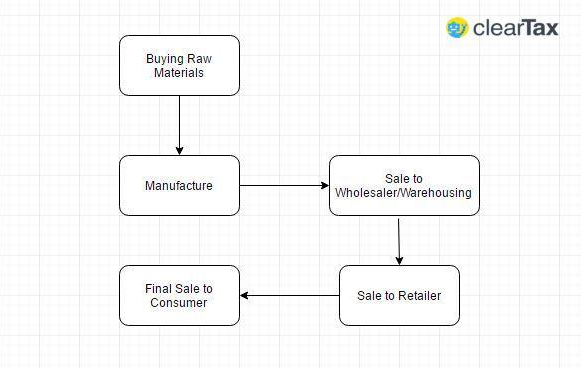 clearTax
Buying Raw
Materials
Manufacture
Sale to
Wholesaler/Warehousing
Final Sale to
Consumer
Sale to Retailer